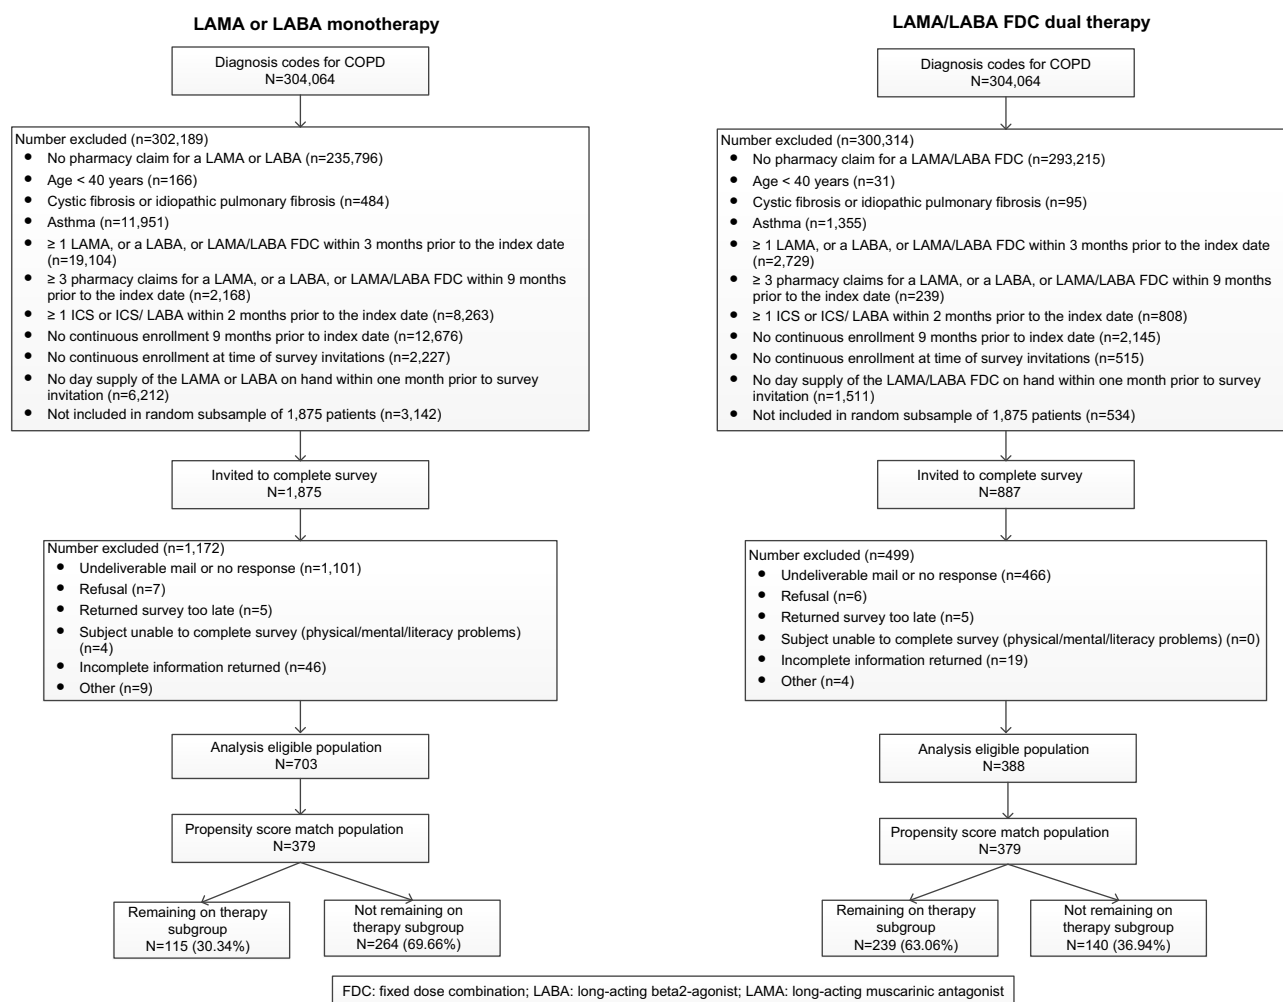 LAMA or LABA monotherapy
Diagnosis codes for COPD
N=304,064
Number excluded (n=302,189)
• No pharmacy claim for a LAMA or LABA (n=235,796)
• Age < 40 years (n=166)
• Cystic fibrosis or idiopathic pulmonary fibrosis (n=484)
• Asthma (n=11,951)
• ≥ 1 LAMA, or a LABA, or LAMA/LABA FDC within 3 months prior to the index date
(n=19,104)
• ≥ 3 pharmacy claims for a LAMA, or a LABA, or LAMA/LABA FDC within 9 months
prior to the index date (n=2,168)
• ≥ 1 ICS or ICS/ LABA within 2 months prior to the index date (n=8,263)
• No continuous enrollment 9 months prior to index date (n=12,676)
• No continuous enrollment at time of survey invitations (n=2,227)
• No day supply of the LAMA or LABA on hand within one month prior to survey
invitation (n=6,212)
• Not included in random subsample of 1,875 patients (n=3,142)
Invited to complete survey
N=1,875
Number excluded (n=1,172)
• Undeliverable mail or no response (n=1,101)
• Refusal (n=7)
• Returned survey too late (n=5)
• Subject unable to complete survey (physical/mental/literacy problems)
(n=4)
• Incomplete information returned (n=46)
• Other (n=9)
Analysis eligible population
N=703
Propensity score match population
N=379
Remaining on therapy
subgroup
N=115 (30.34%)
Not remaining on
therapy subgroup
N=264 (69.66%)
LAMA/LABA FDC dual therapy
Diagnosis codes for COPD
N=304,064
Number excluded (n=300,314)
• No pharmacy claim for a LAMA/LABA FDC (n=293,215)
• Age < 40 years (n=31)
• Cystic fibrosis or idiopathic pulmonary fibrosis (n=95)
• Asthma (n=1,355)
• ≥ 1 LAMA, or a LABA, or LAMA/LABA FDC within 3 months prior to the index date
(n=2,729)
• ≥ 3 pharmacy claims for a LAMA, or a LABA, or LAMA/LABA FDC within 9 months
prior to the index date (n=239)
• ≥ 1 ICS or ICS/ LABA within 2 months prior to the index date (n=808)
• No continuous enrollment 9 months prior to index date (n=2,145)
• No continuous enrollment at time of survey invitations (n=515)
• No day supply of the LAMA/LABA FDC on hand within one month prior to survey
invitation (n=1,511)
• Not included in random subsample of 1,875 patients (n=534)
Invited to complete survey
N=887
Number excluded (n=499)
• Undeliverable mail or no response (n=466)
• Refusal (n=6)
• Returned survey too late (n=5)
• Subject unable to complete survey (physical/mental/literacy problems) (n=0)
• Incomplete information returned (n=19)
• Other (n=4)
Analysis eligible population
N=388
Propensity score match population
N=379
Remaining on therapy
subgroup
N=239 (63.06%)
Not remaining on
therapy subgroup
N=140 (36.94%)
FDC: fixed dose combination; LABA: long-acting beta2-agonist; LAMA: long-acting muscarinic antagonist